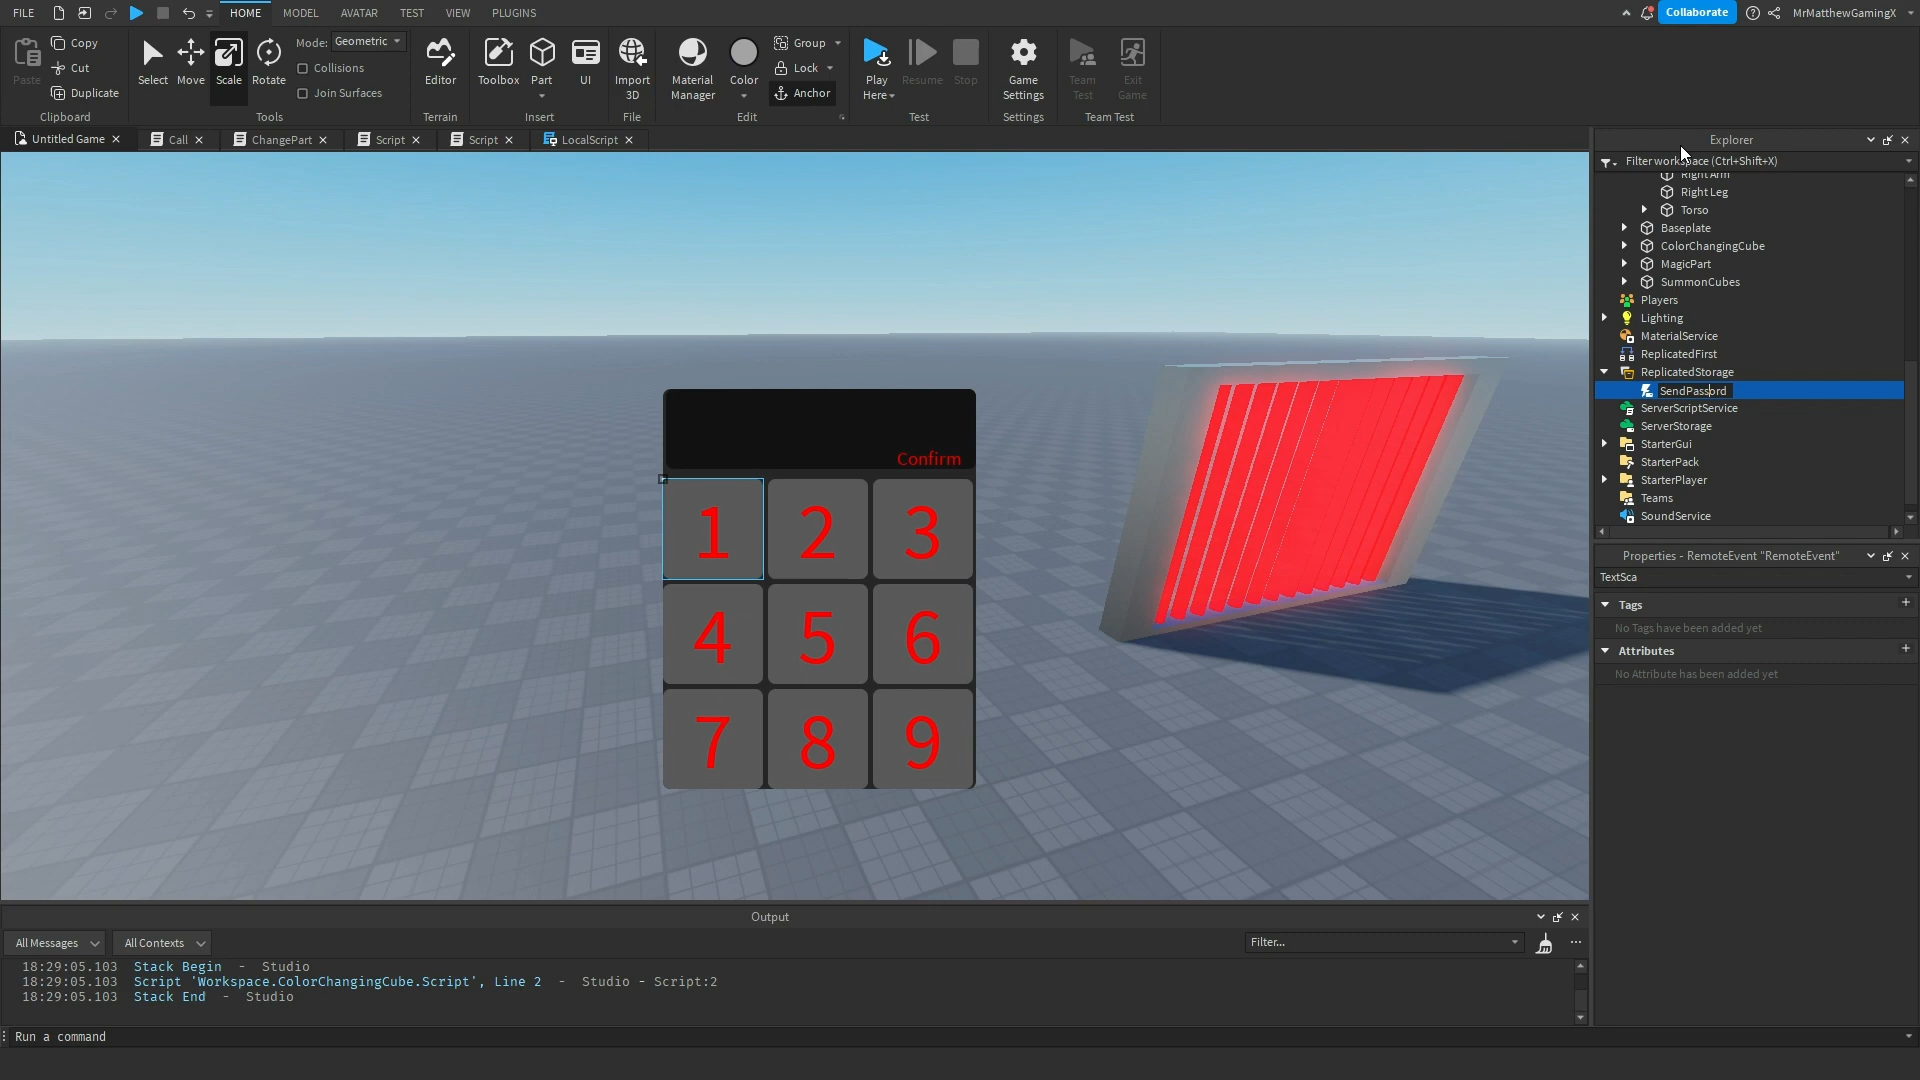 FILE HOME MODEL AVATAR TEST VIEW PLUGINS Collaborate MrMatthewGamingX
Paste Copy Cut Duplicate Clipboard
Select Move Scale Rotate Mode: Geometric Collisions Join Surfaces Tools
Editor Terrain
Toolbox Part UI Insert
Import 3D File
Material Manager Color Group Lock Anchor Edit
Play Here Resume Stop Test
Game Settings Settings
Team Test Exit Game Team Test
Untitled Game Call ChangePart Script Script LocalScript
Explorer
Filter workspace (Ctrl+Shift+X)
Right Arm
Right Leg
Torso
Baseplate
ColorChangingCube
MagicPart
SummonCubes
Players
Lighting
MaterialService
ReplicatedFirst
ReplicatedStorage
SendPassord
ServerScriptService
ServerStorage
StarterGui
StarterPack
StarterPlayer
Teams
SoundService
Properties - RemoteEvent "RemoteEvent"
TextSca
Tags
No Tags have been added yet
Attributes
No Attribute has been added yet
Confirm
1 2 3
4 5 6
7 8 9
Output
All Messages All Contexts Filter...
18:29:05.103 Stack Begin - Studio
18:29:05.103 Script 'Workspace.ColorChangingCube.Script', Line 2 - Studio - Script:2
18:29:05.103 Stack End - Studio
Run a command